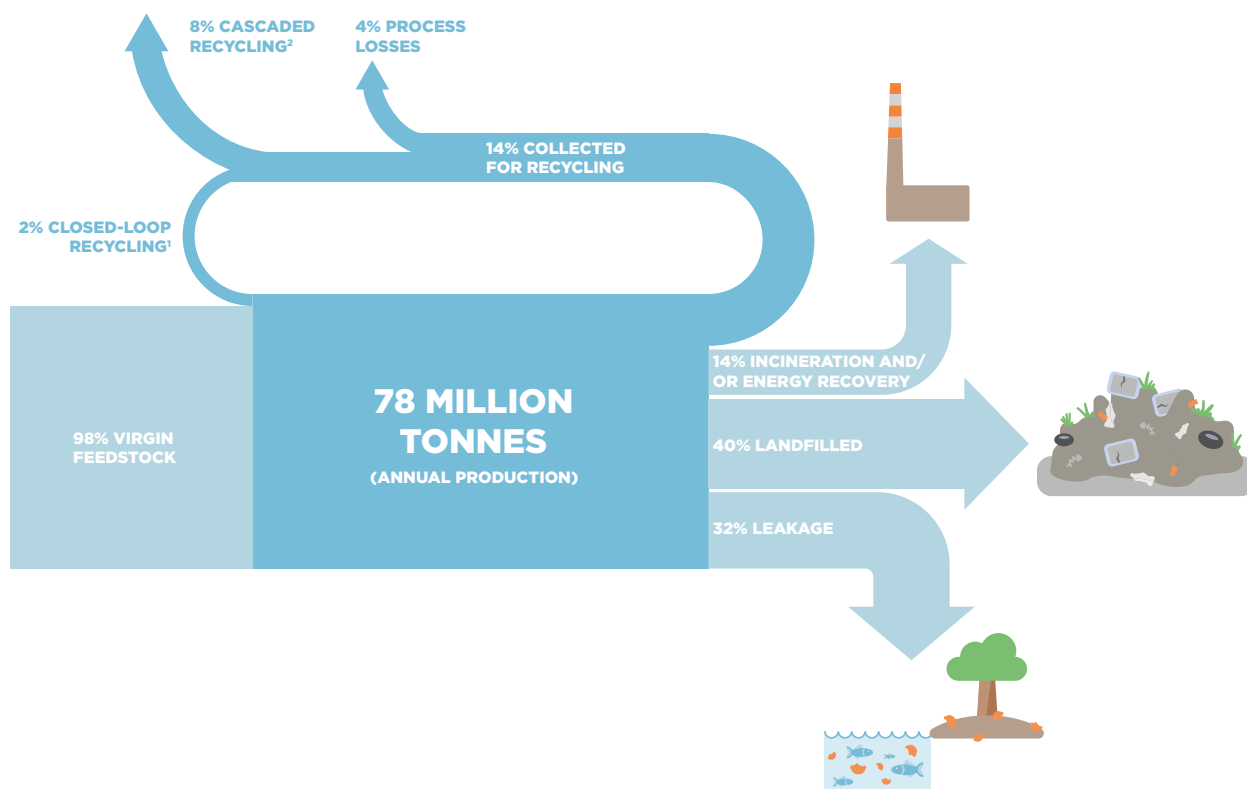 8% CASCADED
RECYCLING²
4% PROCESS
LOSSES
14% COLLECTED
FOR RECYCLING
2% CLOSED-LOOP
RECYCLING¹
98% VIRGIN
FEEDSTOCK
78 MILLION
TONNES
(ANNUAL PRODUCTION)
14% INCINERATION AND/
OR ENERGY RECOVERY
40% LANDFILLED
32% LEAKAGE